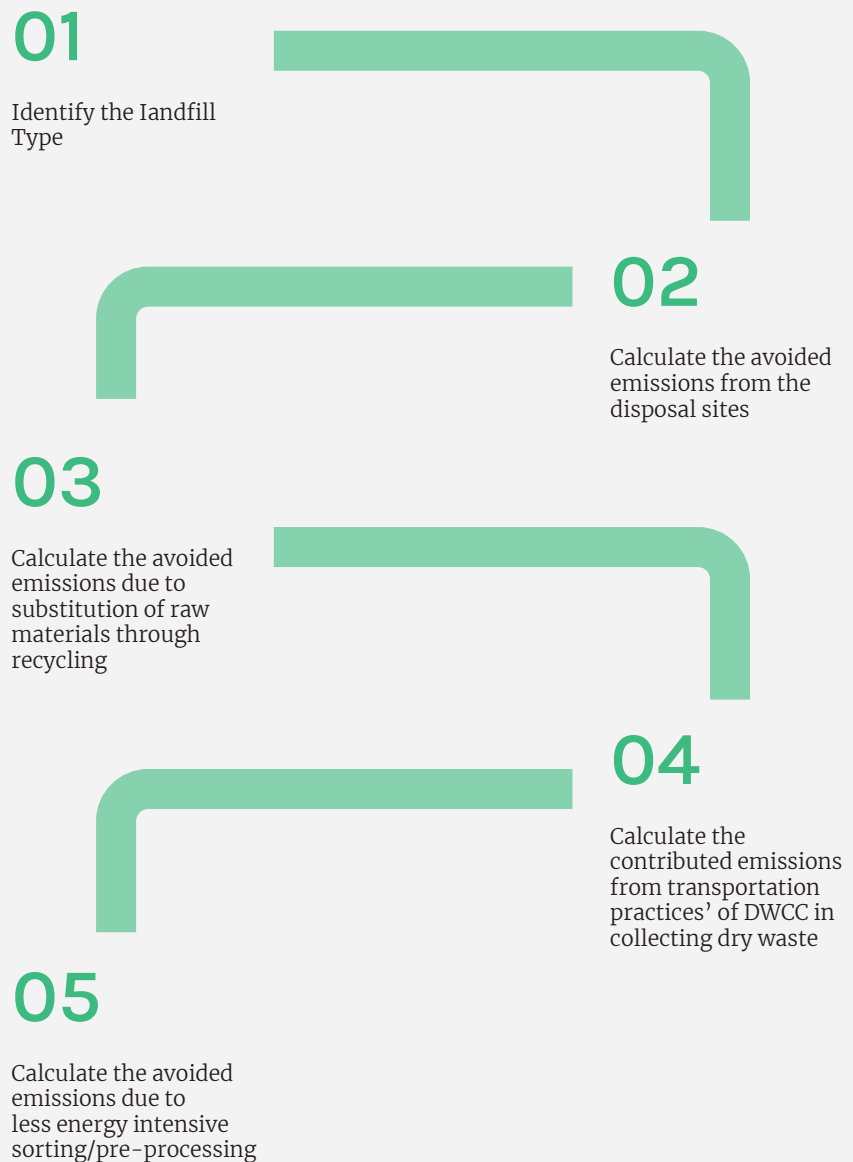 01
Identify the Iandfill
Type
02
Calculate the avoided
emissions from the
disposal sites
03
Calculate the avoided
emissions due to
substitution of raw
materials through
recycling
04
Calculate the
contributed emissions
from transportation
practices’ of DWCC in
collecting dry waste
05
Calculate the avoided
emissions due to
less energy intensive
sorting/pre-processing